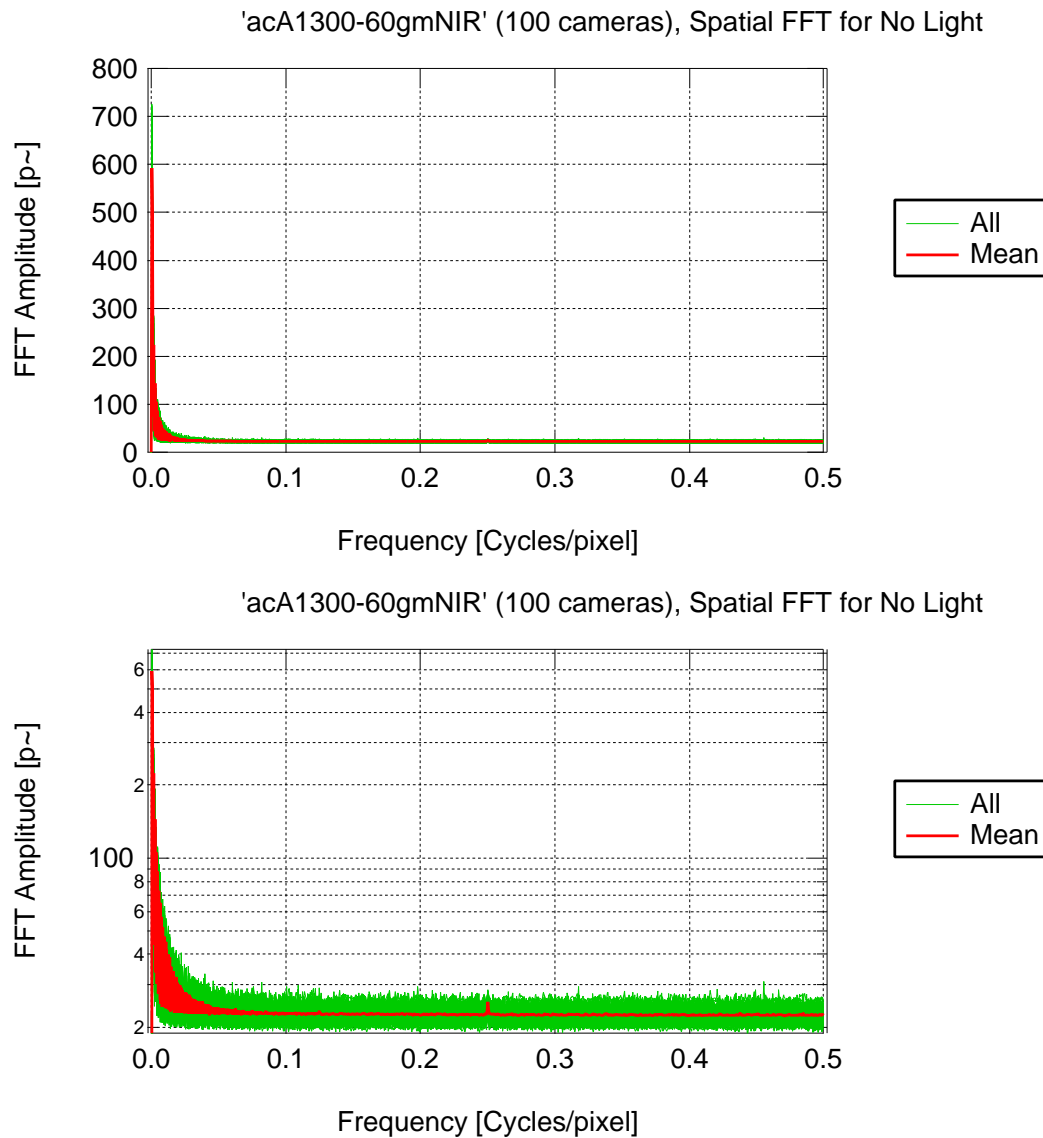 'acA1300-60gmNIR' (100 cameras), Spatial FFT for No Light
800
700
600
500
400
300
200
100
0
FFT Amplitude [p~]
0.0 0.1 0.2 0.3 0.4 0.5
Frequency [Cycles/pixel]
All
Mean
'acA1300-60gmNIR' (100 cameras), Spatial FFT for No Light
6
4
2
100
8
6
4
2
FFT Amplitude [p~]
0.0 0.1 0.2 0.3 0.4 0.5
Frequency [Cycles/pixel]
All
Mean